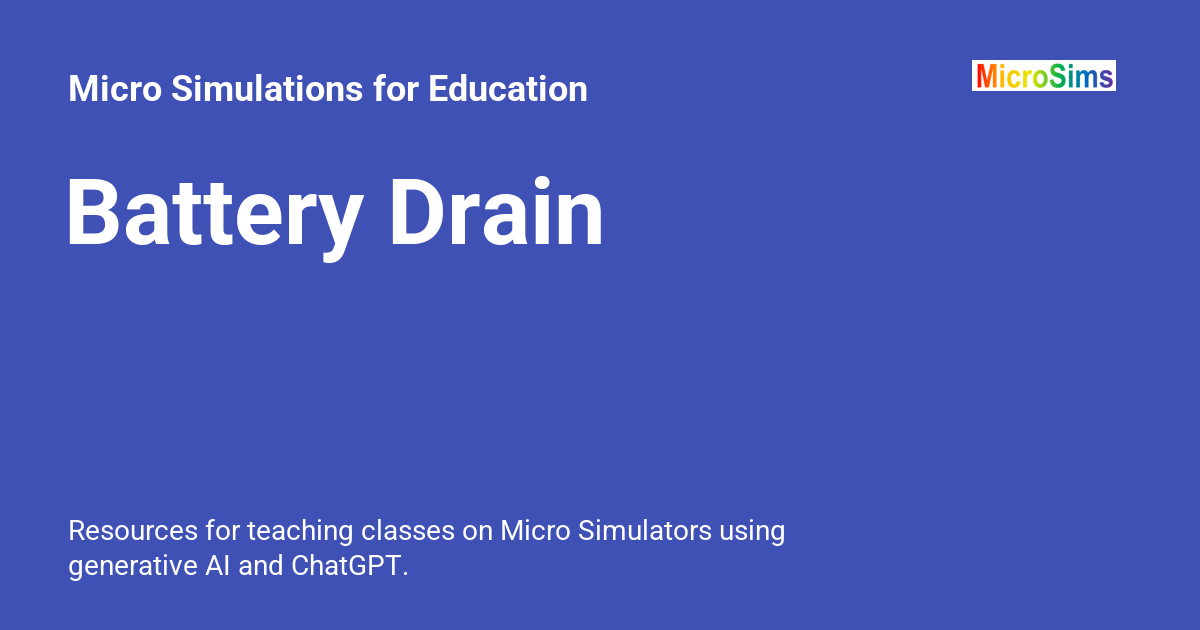 Micro Simulations for Education
MicroSims
Battery Drain
Resources for teaching classes on Micro Simulators using
generative AI and ChatGPT.